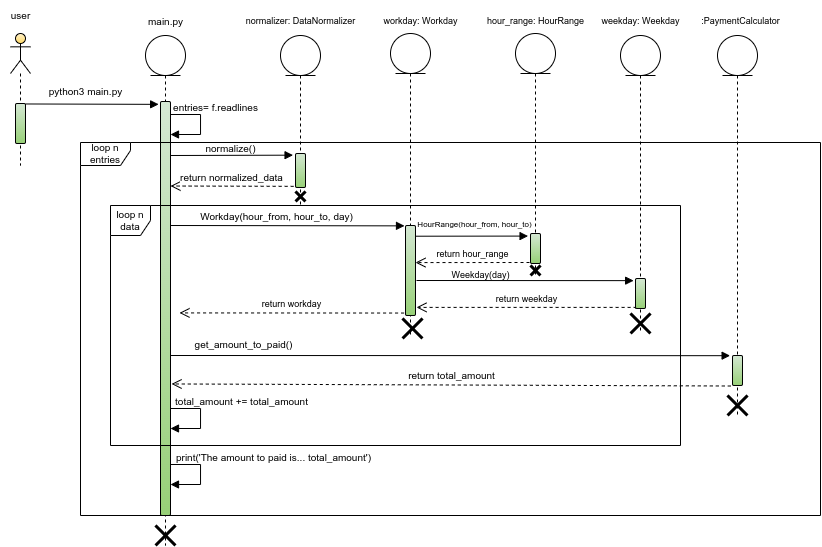 user
main.py
normalizer: DataNormalizer
workday: Workday
hour_range: HourRange
weekday: Weekday
:PaymentCalculator
python3 main.py
entries= f.readlines
loop n
entries
normalize()
return normalized_data
loop n
data
Workday(hour_from, hour_to, day)
HourRange(hour_from, hour_to)
return hour_range
Weekday(day)
return weekday
return workday
get_amount_to_paid()
return total_amount
total_amount += total_amount
print('The amount to paid is... total_amount')